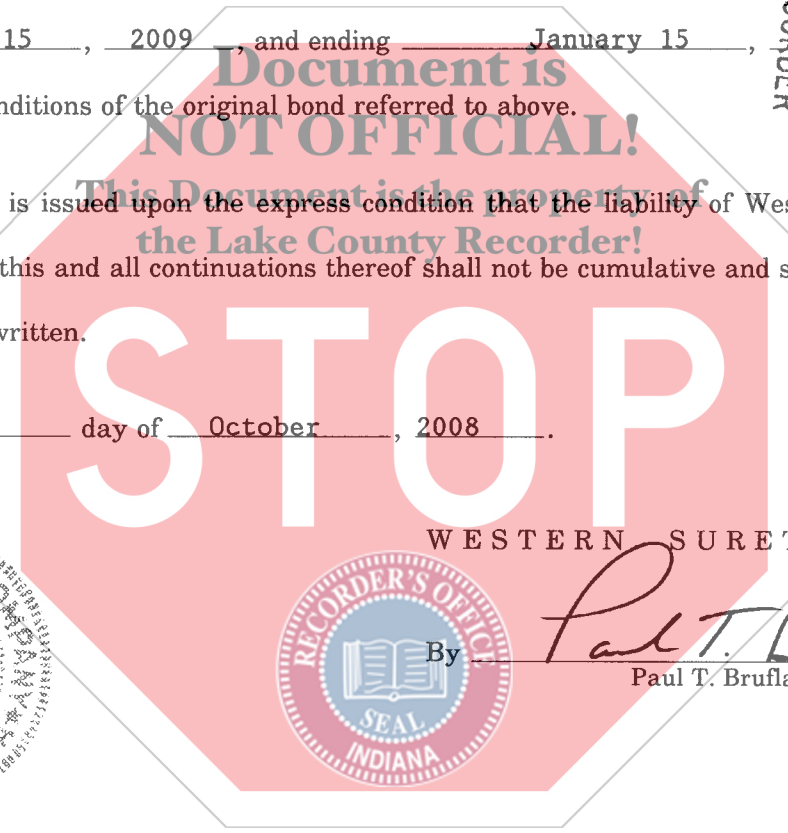 15 , 2009 , and ending January 15 ,
Document is
nditions of the original bond referred to above.
NOT OFFICIAL!
is issued upon the express condition that the liability of Wes
This Document is the property of
the Lake County Recorder!
this and all continuations thereof shall not be cumulative and s
written.
STOP
day of October , 2008 .
WESTERN SURET
RECORDER'S OFFICE
SEAL
INDIANA
By Paul T.
Paul T. Brufla